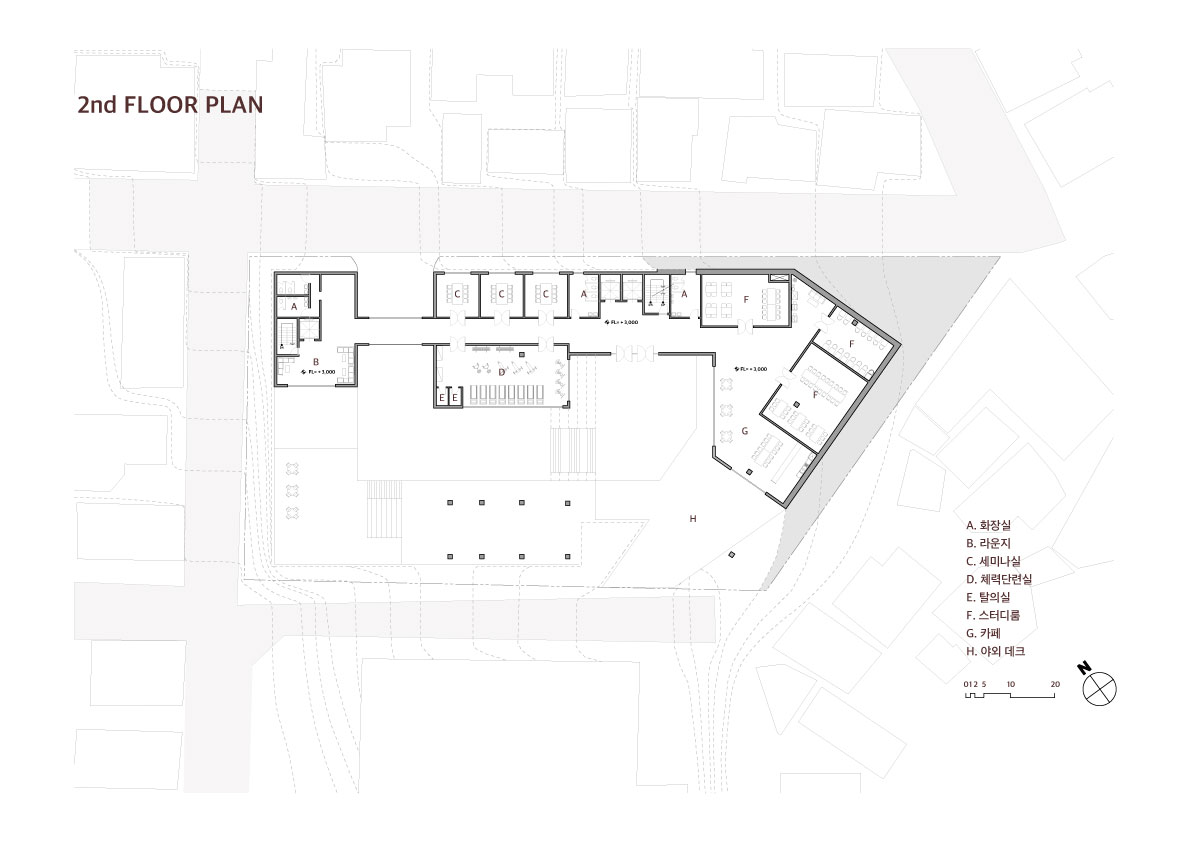 2nd FLOOR PLAN
C
C
C
A
A
F
A
FL= + 3,000
F
B
FL= + 3,000
D
FL= + 3,000
F
E
E
G
H
A. 화장실
B. 라운지
C. 세미나실
D. 체력단련실
E. 탈의실
F. 스터디룸
G. 카페
H. 야외 데크
N
0 1 2 5 10 20